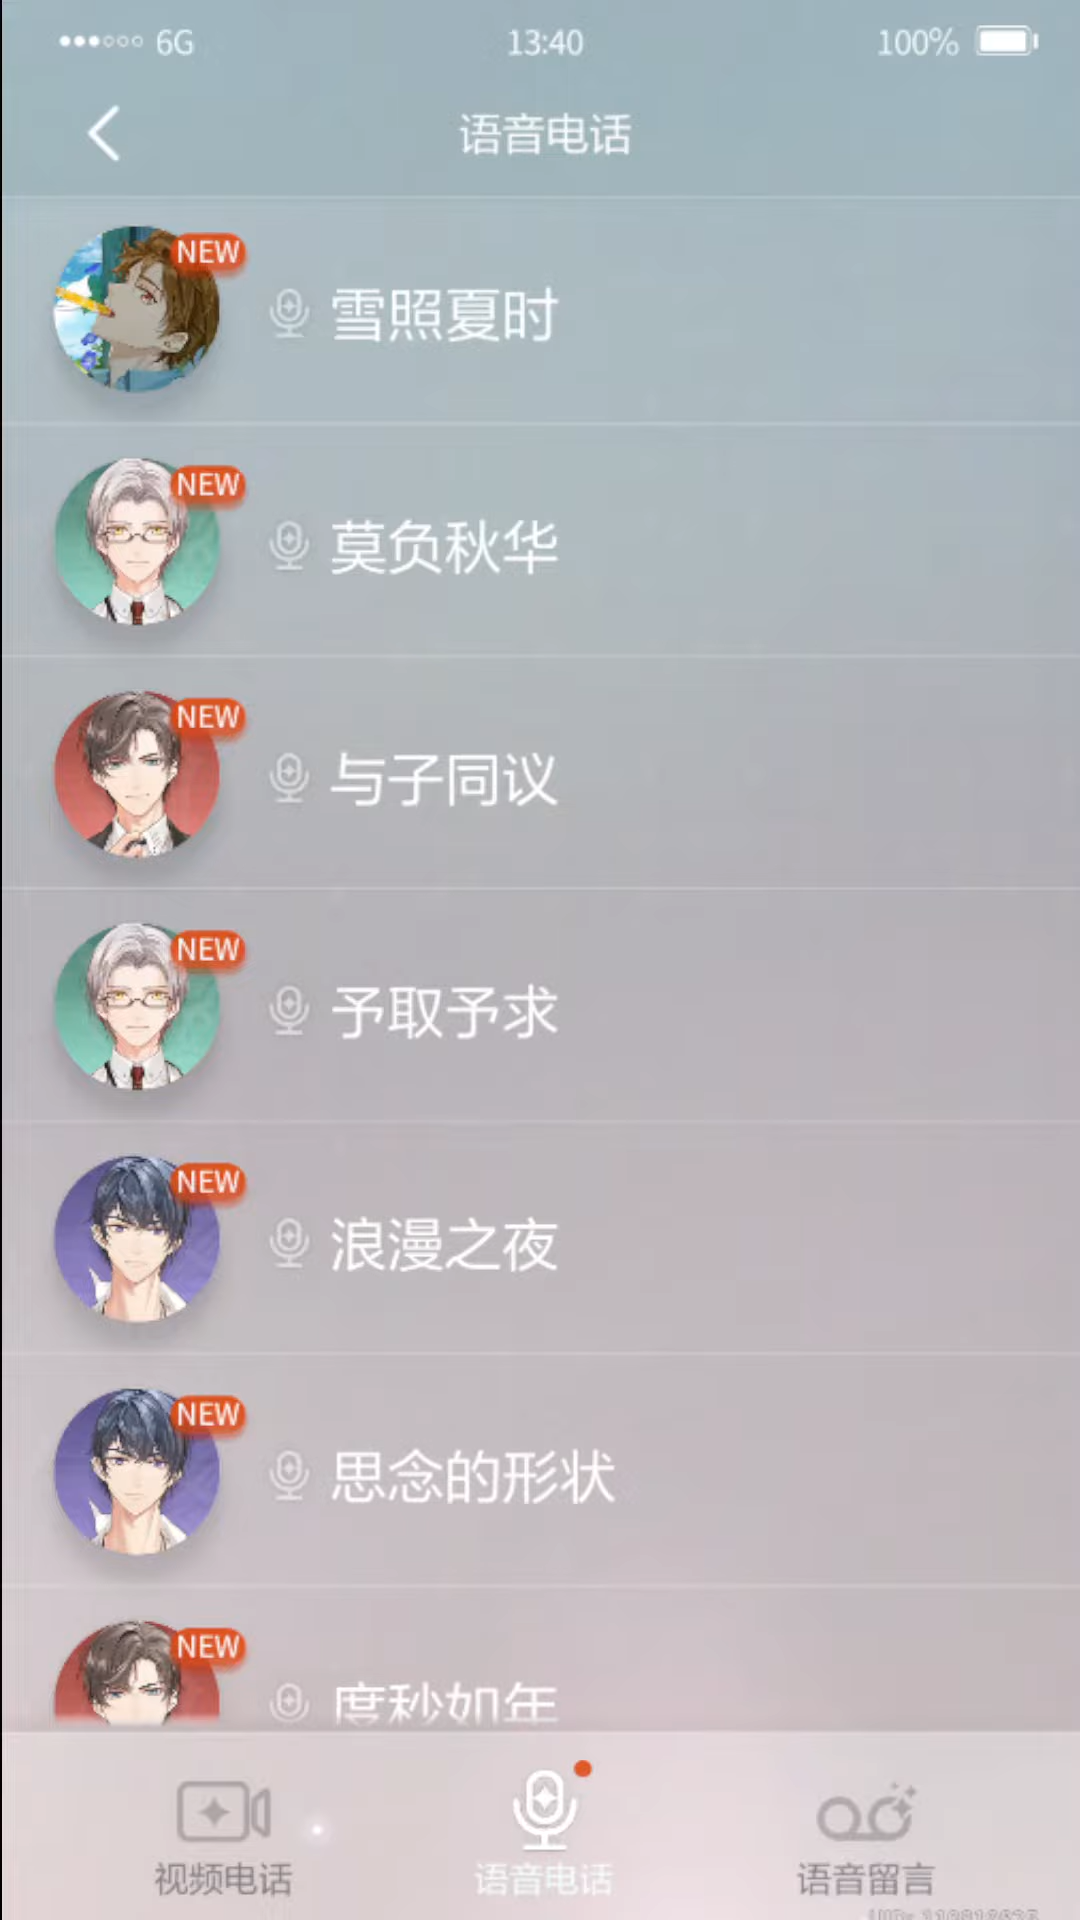 6G 13:40 100%
语音电话
NEW
雪照夏时
NEW
莫负秋华
NEW
与子同议
NEW
予取予求
NEW
浪漫之夜
NEW
思念的形状
NEW
度秒如年
视频电话 语音电话 语音留言